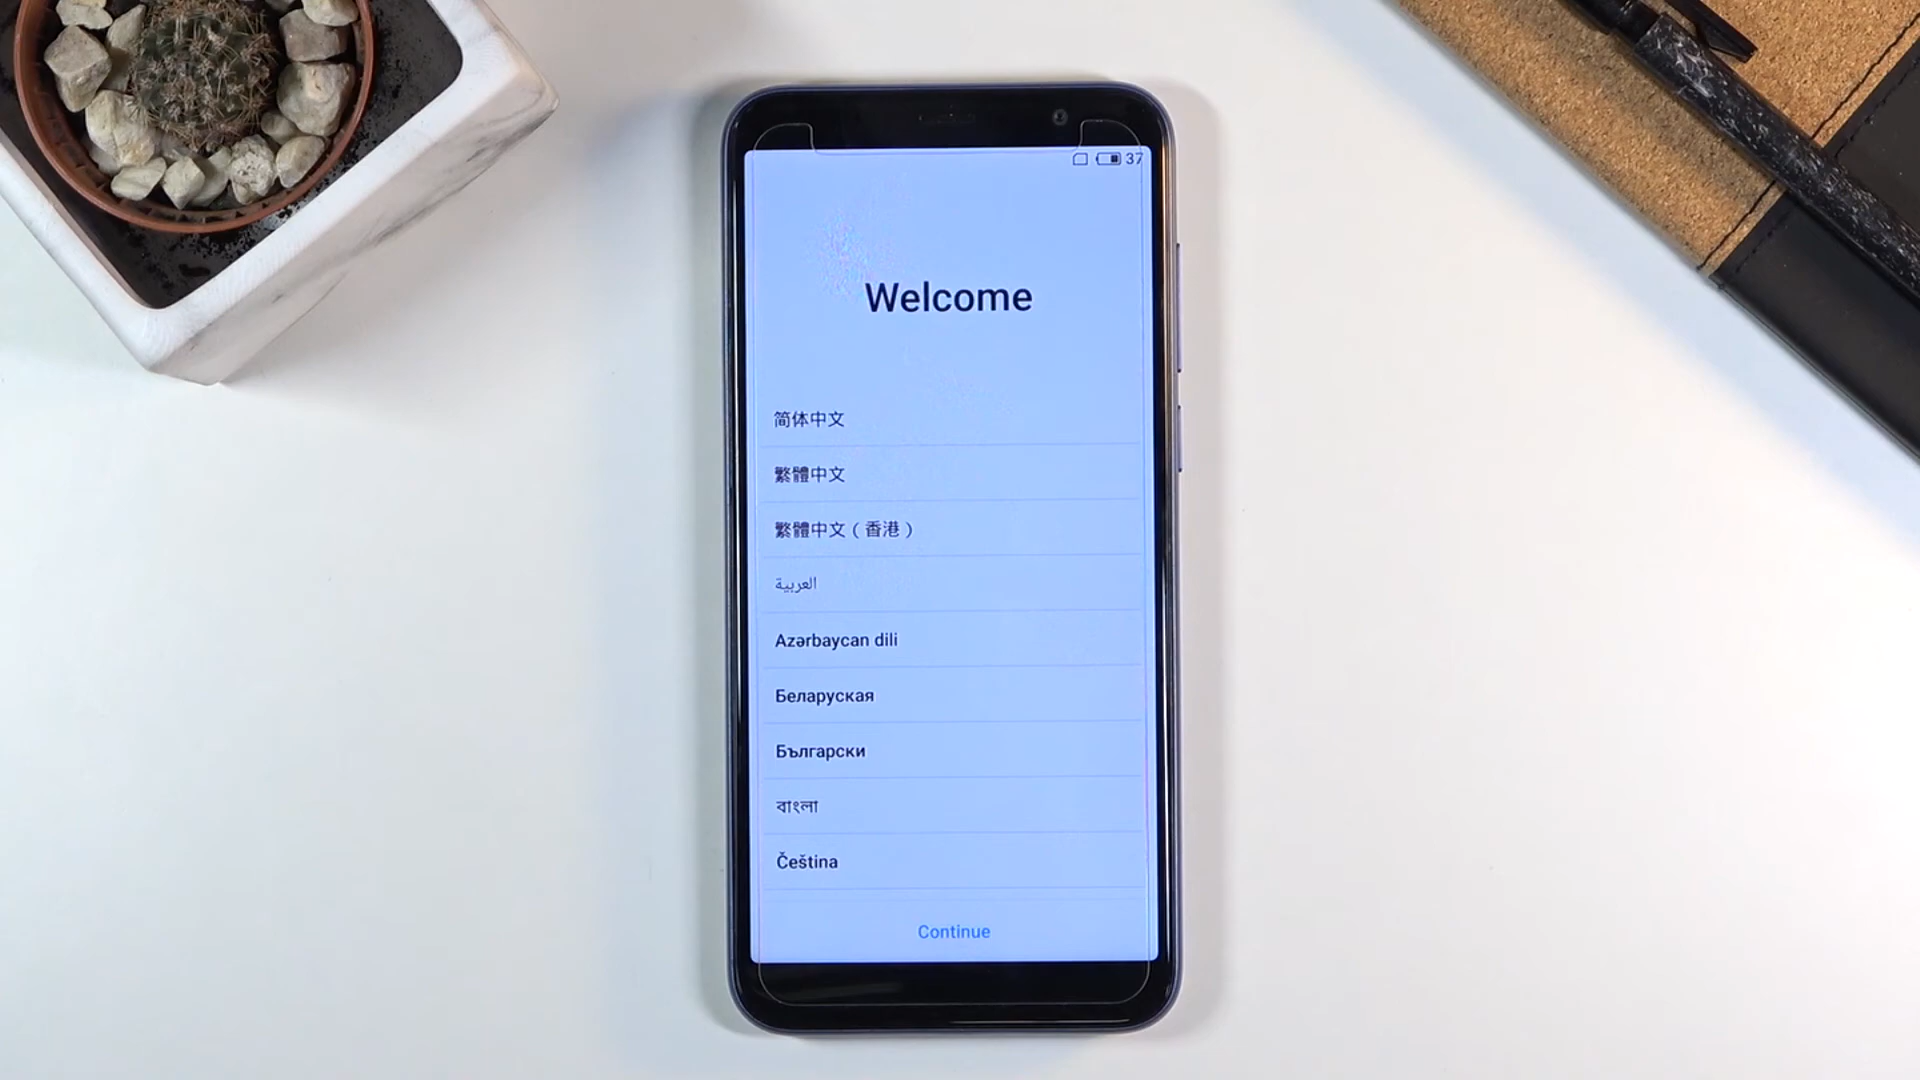 37
Welcome
简体中文
繁體中文
繁體中文（香港）
العربية
Azərbaycan dili
Беларуская
Български
বাংলা
Čeština
Continue